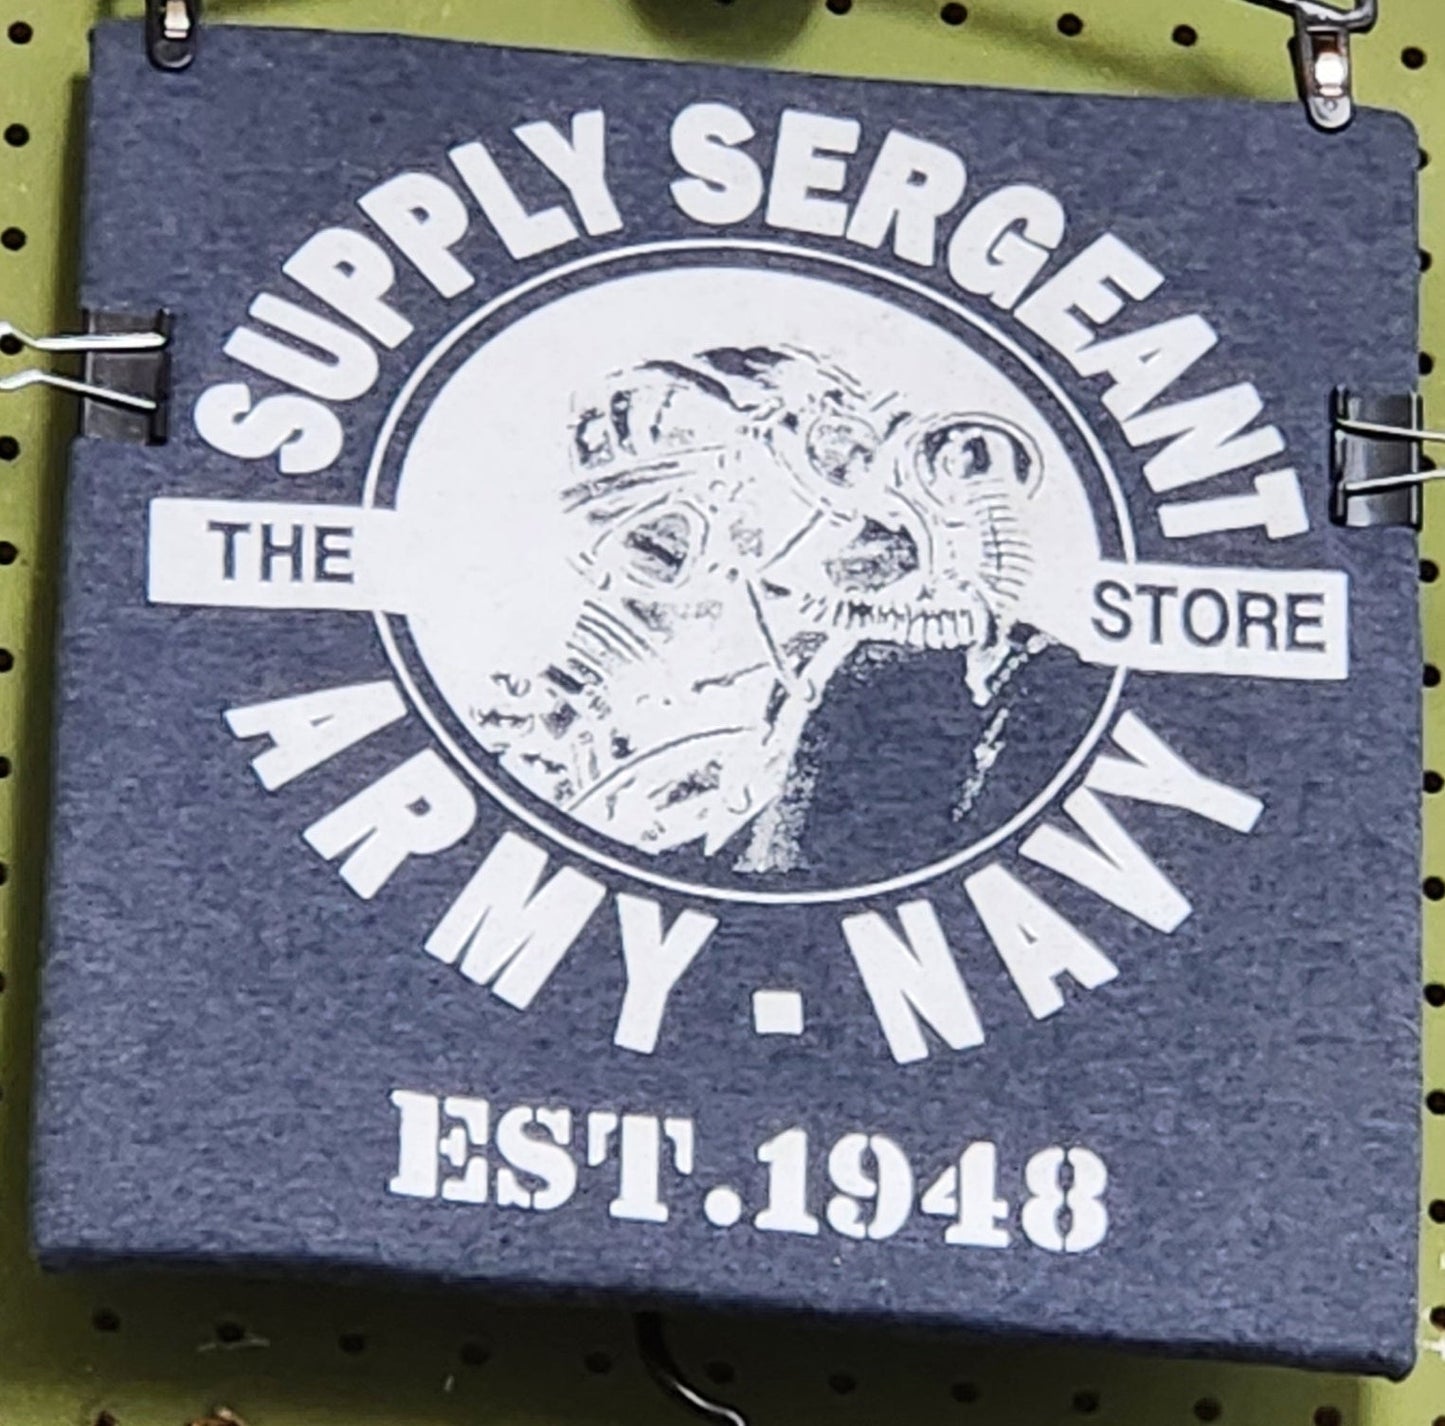 THE
SUPPLY SERGEANT
ARMY-NAVY
STORE
EST.1948